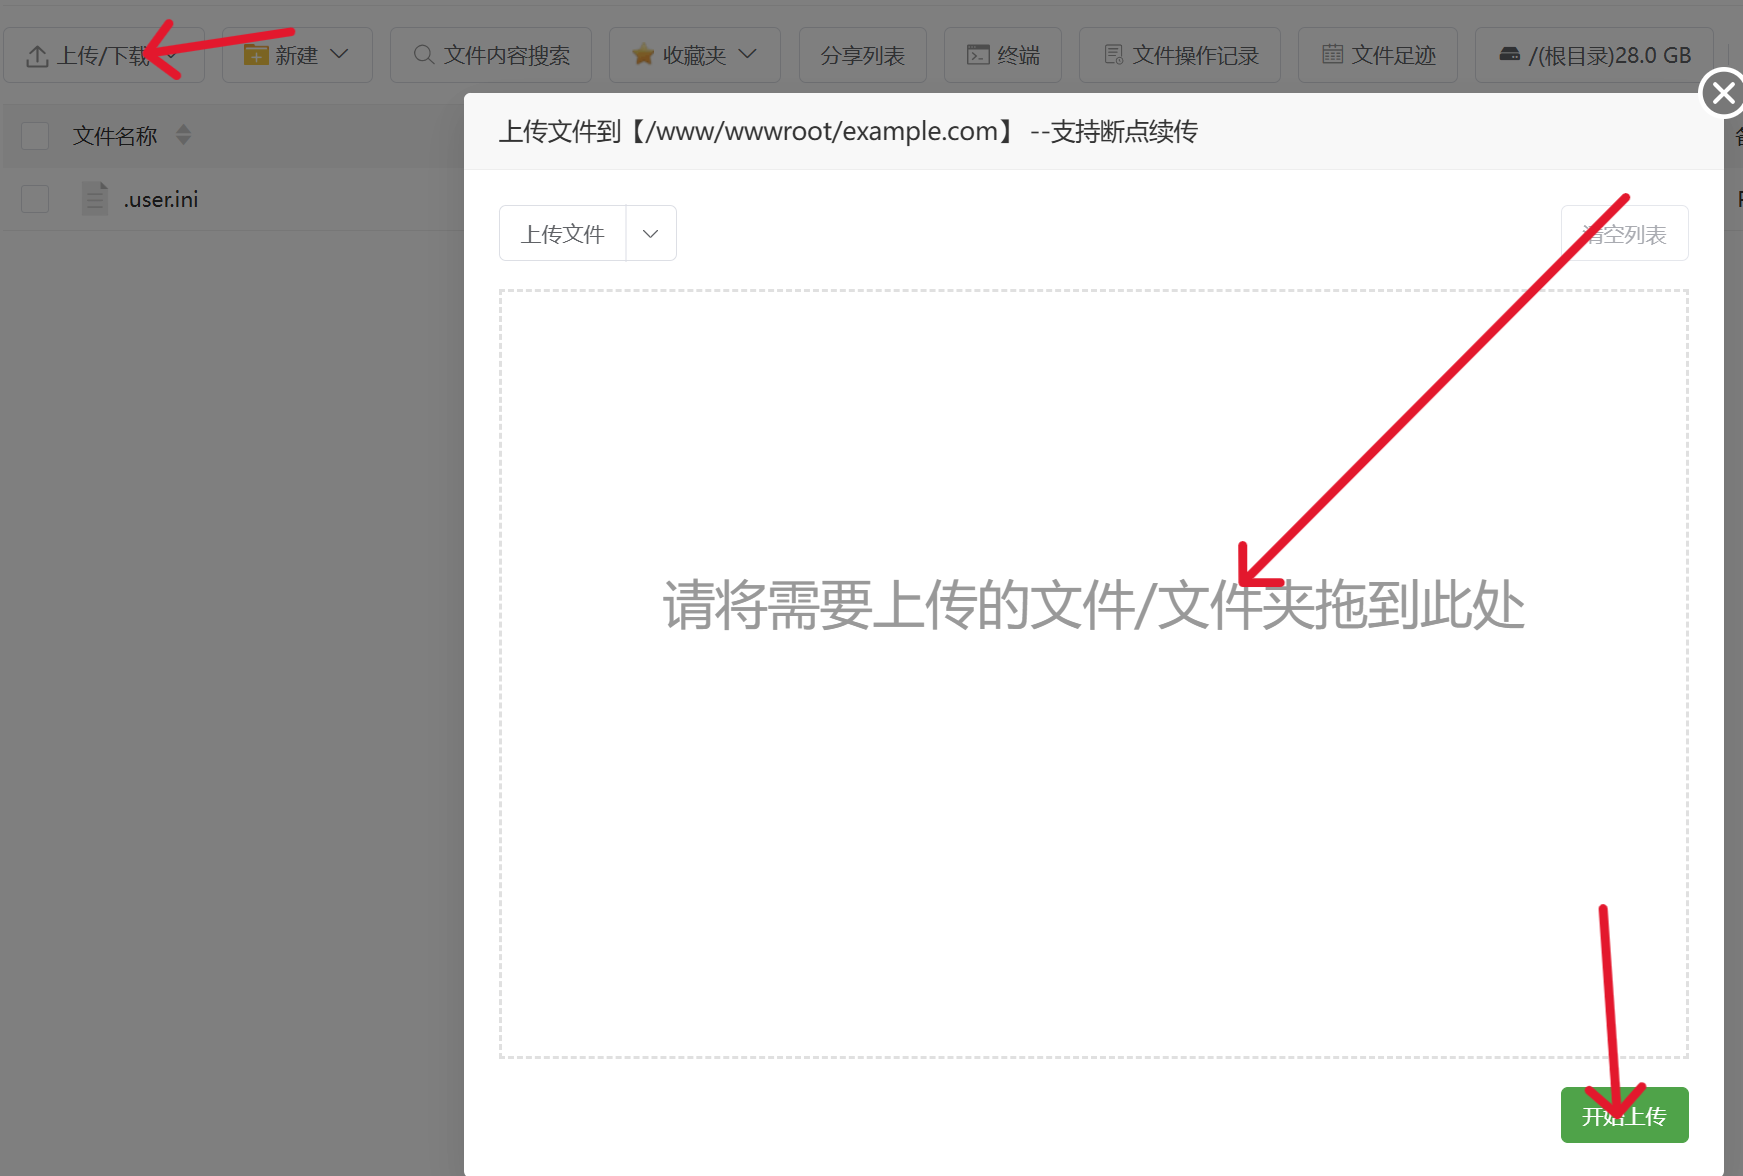 上传/下载 新建 文件内容搜索 收藏夹 分享列表 终端 文件操作记录 文件足迹 /(根目录)28.0 GB
文件名称
.user.ini
上传文件到【/www/wwwroot/example.com】 --支持断点续传
上传文件 清空列表
请将需要上传的文件/文件夹拖到此处
开始上传